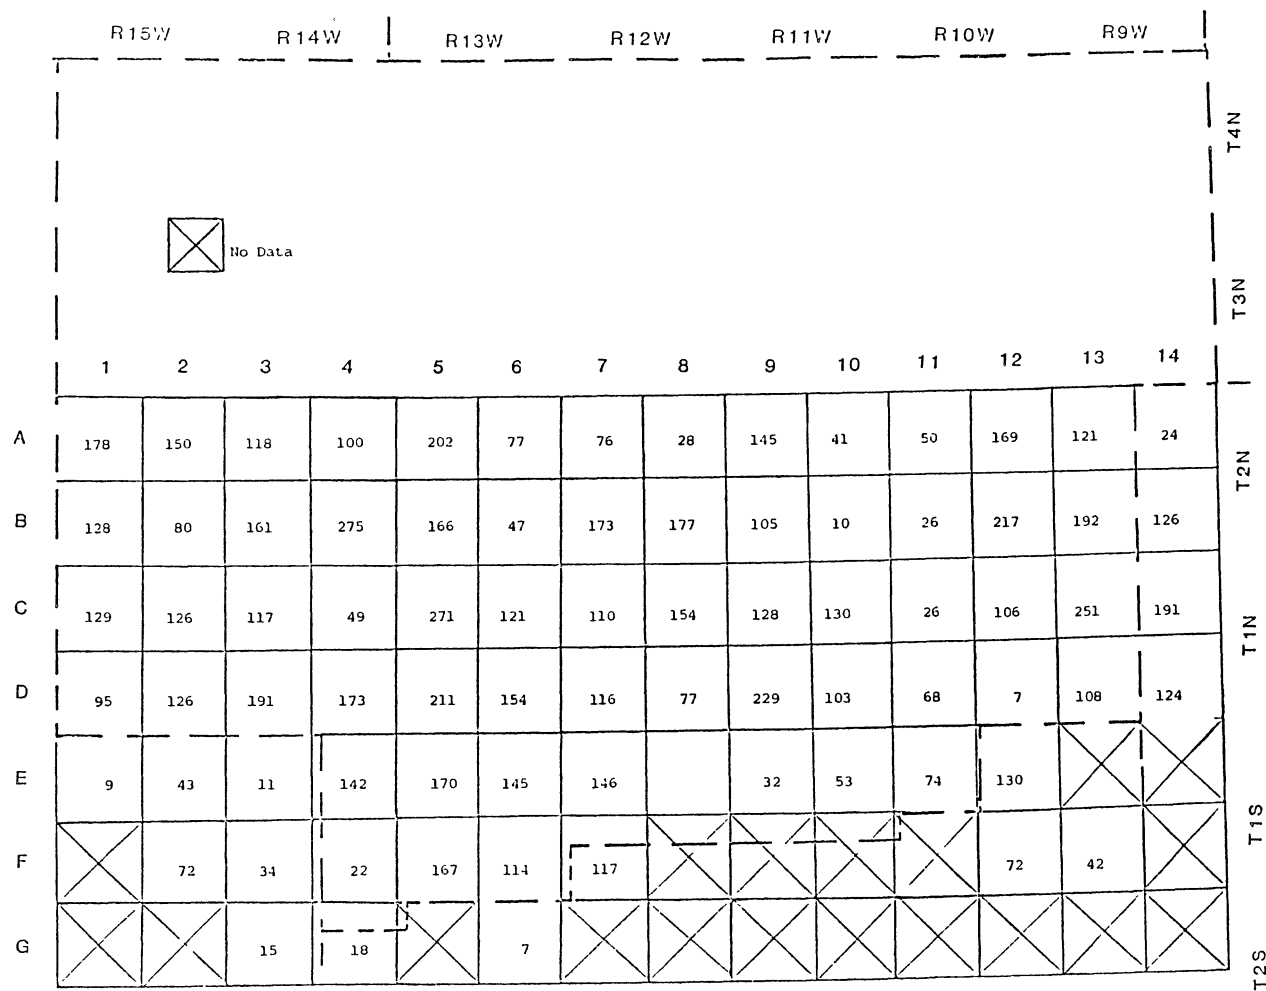 R15W R14W R13W R12W R11W R10W R9W
T4N
No Data
T3N
1 2 3 4 5 6 7 8 9 10 11 12 13 14
A 178 150 118 100 202 77 76 28 145 41 50 169 121 24
T2N
B 128 80 161 275 166 47 173 177 105 10 26 217 192 126
C 129 126 117 49 271 121 110 154 128 130 26 106 251 191
T1N
D 95 126 191 173 211 154 116 77 229 103 68 7 108 124
E 9 43 11 142 170 145 146 32 53 74 130
T1S
F 72 34 22 167 114 117 72 42
G 15 18 7
T2S